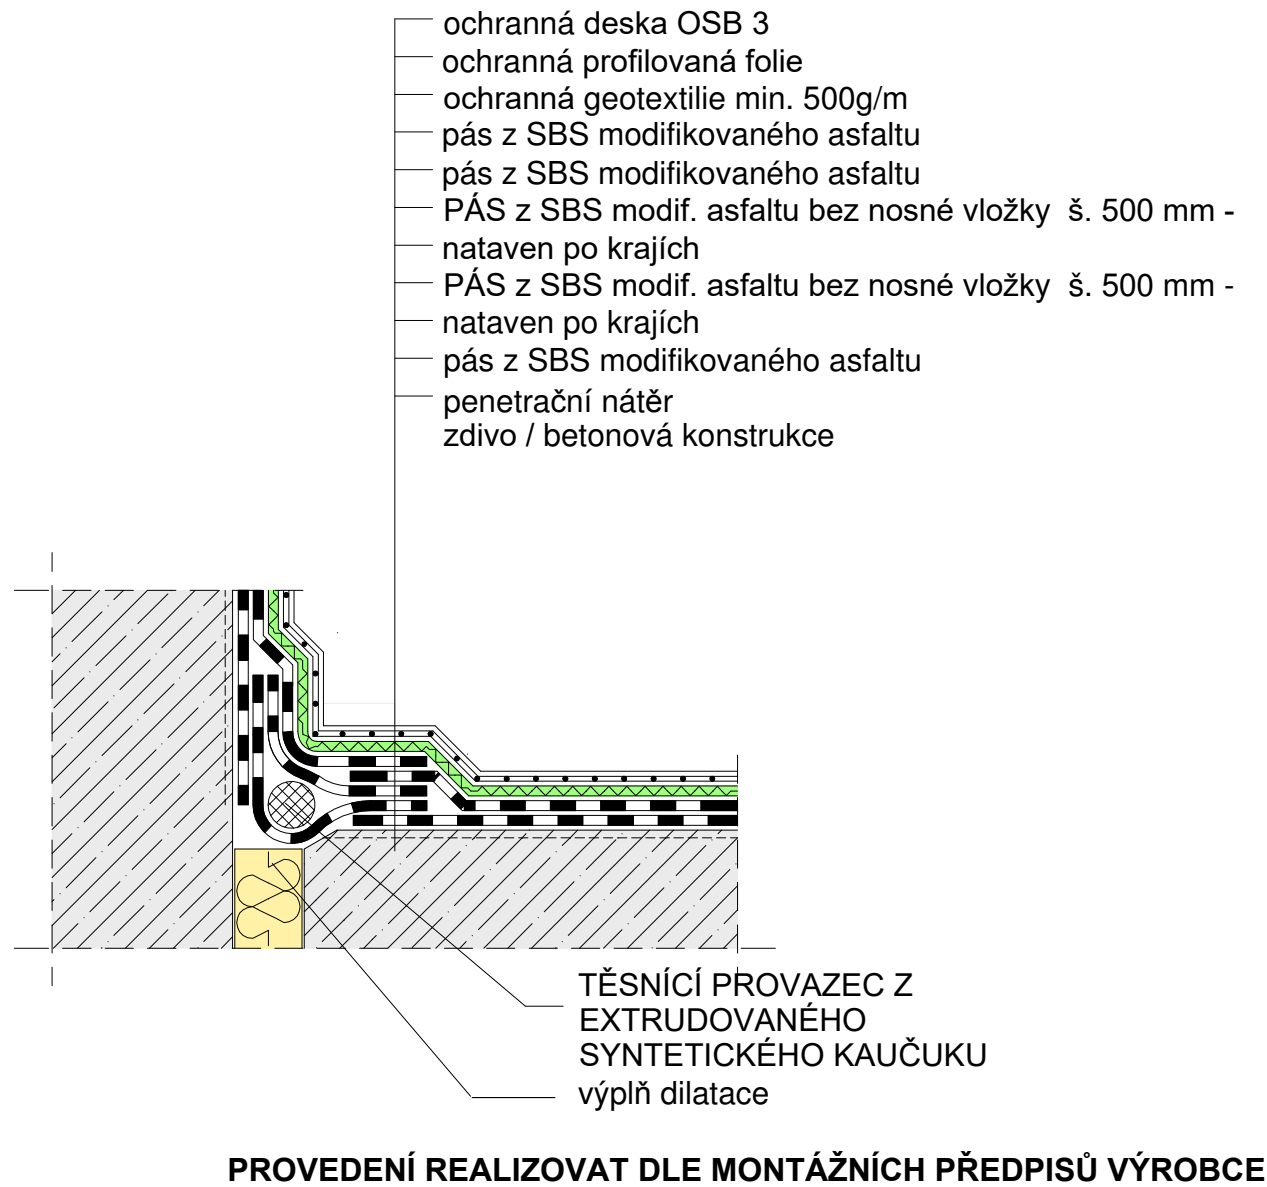 ochranná deska OSB 3
ochranná profilovaná folie
ochranná geotextilie min. 500g/m
pás z SBS modifikovaného asfaltu
pás z SBS modifikovaného asfaltu
PÁS z SBS modif. asfaltu bez nosné vložky  š. 500 mm -
nataven po krajích
PÁS z SBS modif. asfaltu bez nosné vložky  š. 500 mm -
nataven po krajích
pás z SBS modifikovaného asfaltu
penetrační nátěr
zdivo / betonová konstrukce
TĚSNÍCÍ PROVAZEC Z
EXTRUDOVANÉHO
SYNTETICKÉHO KAUČUKU
výplň dilatace
PROVEDENÍ REALIZOVAT DLE MONTÁŽNÍCH PŘEDPISŮ VÝROBCE